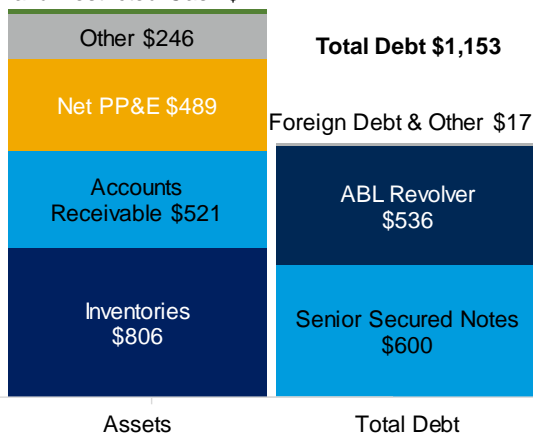 Other $246
Total Debt $1,153
Net PP&E $489
Foreign Debt & Other $17
Accounts
Receivable $521
ABL Revolver
$536
Inventories
$806
Senior Secured Notes
$600
Assets
Total Debt